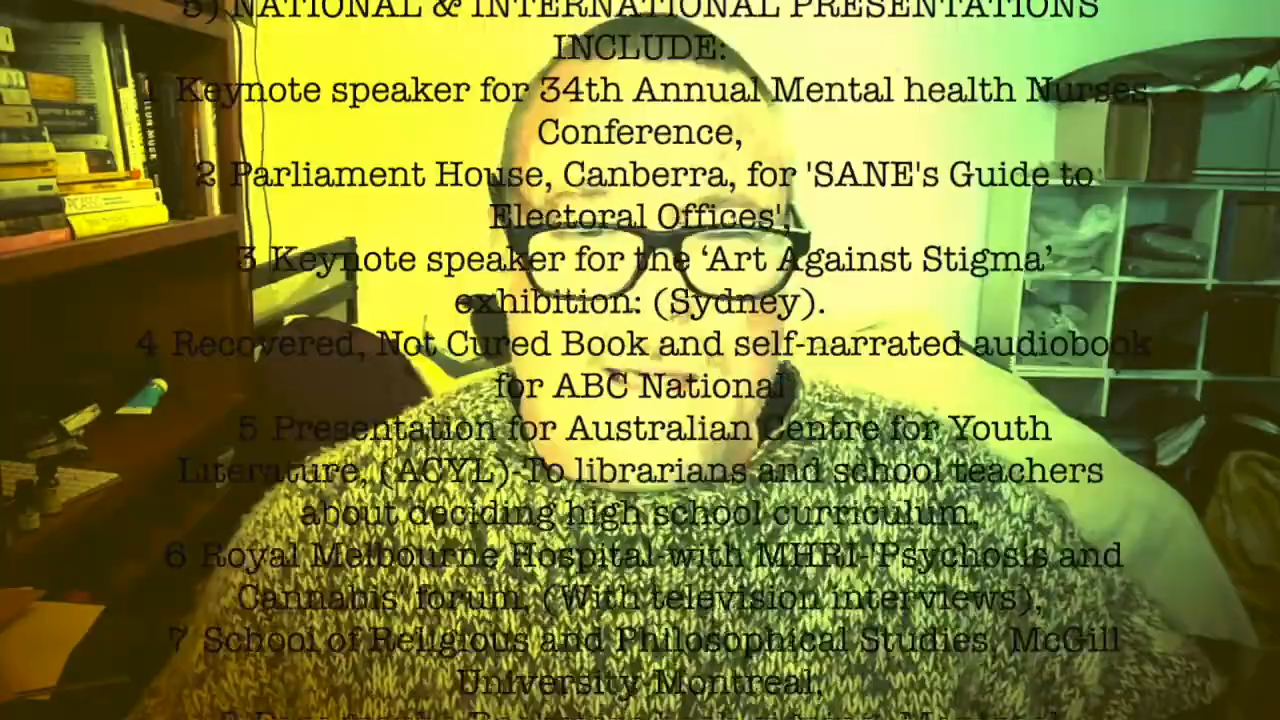 5) NATIONAL & INTERNATIONAL PRESENTATIONS
INCLUDE:
1 Keynote speaker for 34th Annual Mental health Nurses
Conference,
2 Parliament House, Canberra, for 'SANE's Guide to
Electoral Offices',
3 Keynote speaker for the ‘Art Against Stigma’
exhibition: (Sydney).
4 Recovered, Not Cured Book and self-narrated audiobook
for ABC National
5 Presentation for Australian Centre for Youth
Literature, (ACYL)-To librarians and school teachers
about deciding high school curriculum,
6 Royal Melbourne Hospital-with MHRI-'Psychosis and
Cannabis' forum, (With television interviews),
7 School of Religious and Philosophical Studies, McGill
University Montreal,
PICASSO